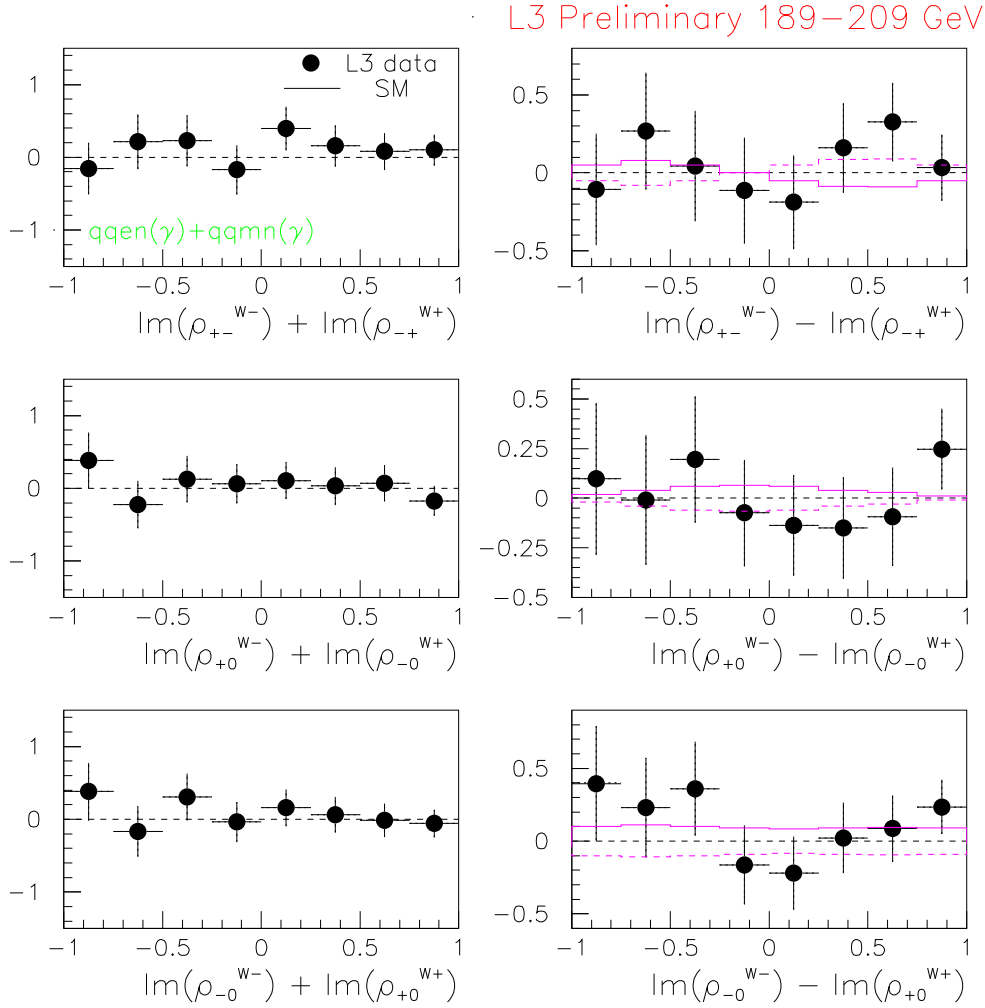 L3 Preliminary 189−209 GeV
L3 data
SM
1
0
−1
qqen(γ)+qqmn(γ)
−1 −0.5 0 0.5 1
Im(ρ+−W−) + Im(ρ−+W+)
0.5
0
−0.5
−1 −0.5 0 0.5 1
Im(ρ+−W−) − Im(ρ−+W+)
1
0
−1
−1 −0.5 0 0.5 1
Im(ρ+0W−) + Im(ρ−0W+)
0.5
0.25
0
−0.25
−0.5
−1 −0.5 0 0.5 1
Im(ρ+0W−) − Im(ρ−0W+)
1
0
−1
−1 −0.5 0 0.5 1
Im(ρ−0W−) + Im(ρ+0W+)
0.5
0
−0.5
−1 −0.5 0 0.5 1
Im(ρ−0W−) − Im(ρ+0W+)